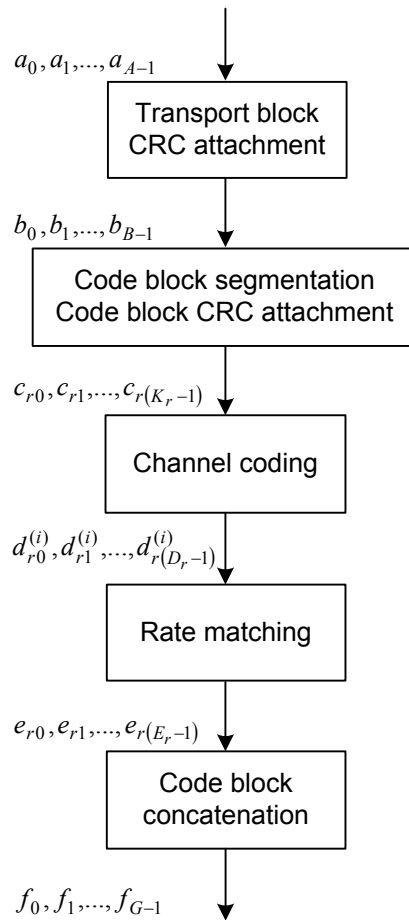 a_0, a_1,..., a_{A-1}
Transport block
CRC attachment
b_0, b_1,..., b_{B-1}
Code block segmentation
Code block CRC attachment
c_{r0}, c_{r1},..., c_{r(K_r-1)}
Channel coding
d_{r0}^{(i)}, d_{r1}^{(i)},..., d_{r(D_r-1)}^{(i)}
Rate matching
e_{r0}, e_{r1},..., e_{r(E_r-1)}
Code block
concatenation
f_0, f_1,..., f_{G-1}